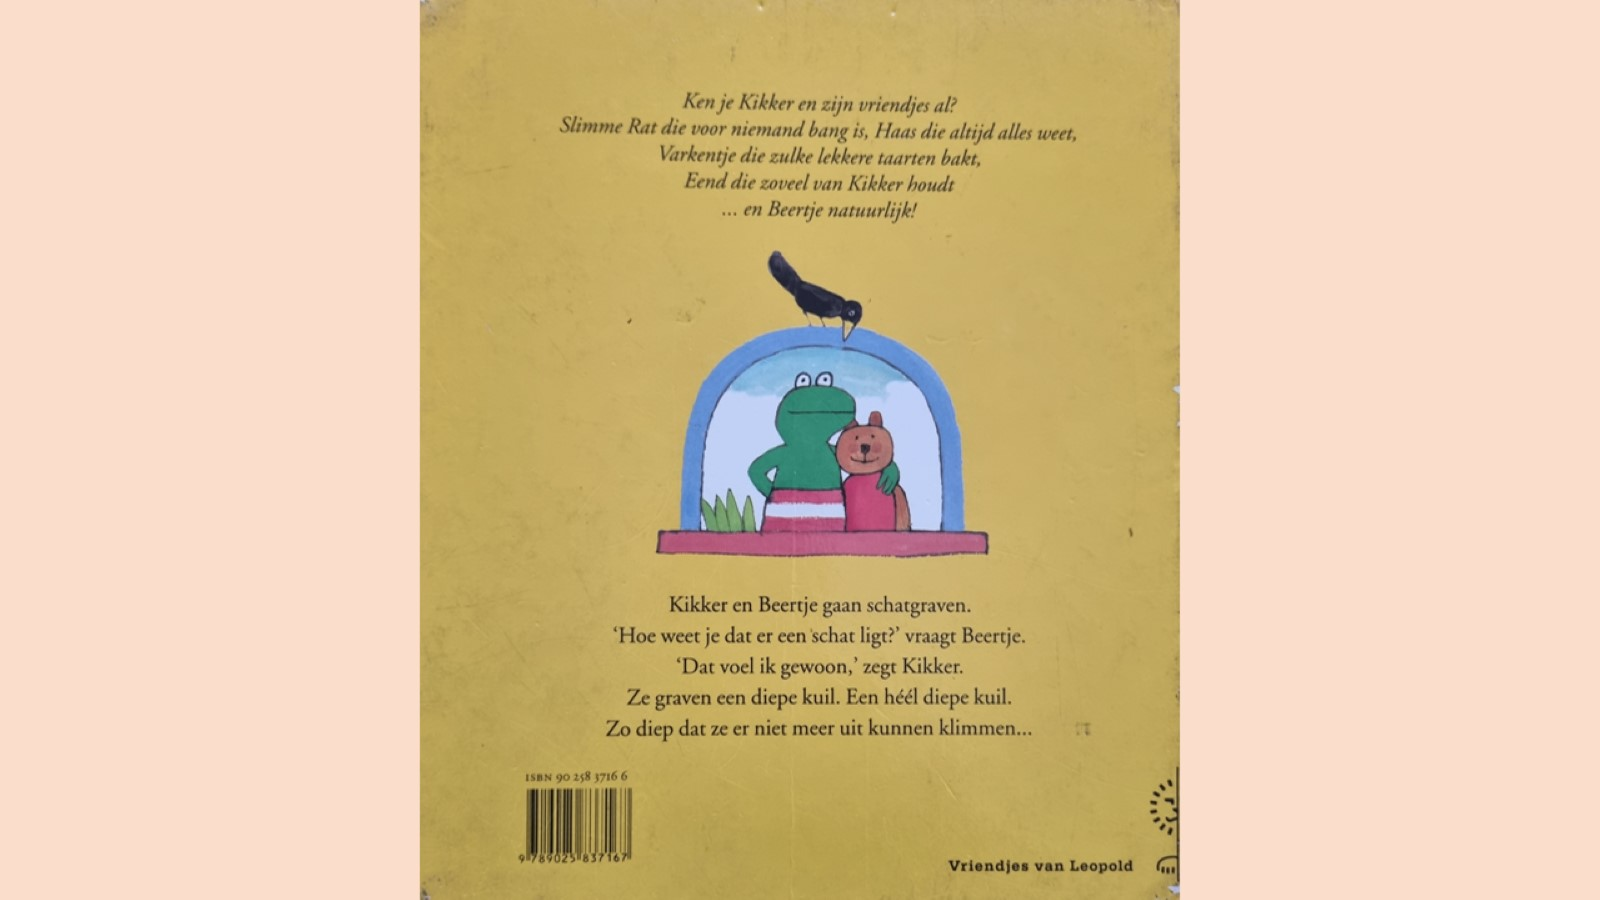 Ken je Kikker en zijn vriendjes al?
Slimme Rat die voor niemand bang is, Haas die altijd alles weet,
Varkentje die zulke lekkere taarten bakt,
Eend die zoveel van Kikker houdt
... en Beertje natuurlijk!
Kikker en Beertje gaan schatgraven.
‘Hoe weet je dat er een schat ligt?’ vraagt Beertje.
‘Dat voel ik gewoon,’ zegt Kikker.
Ze graven een diepe kuil. Een héél diepe kuil.
Zo diep dat ze er niet meer uit kunnen klimmen...
ISBN 90 258 3716 6
9 789025 837167
Vriendjes van Leopold